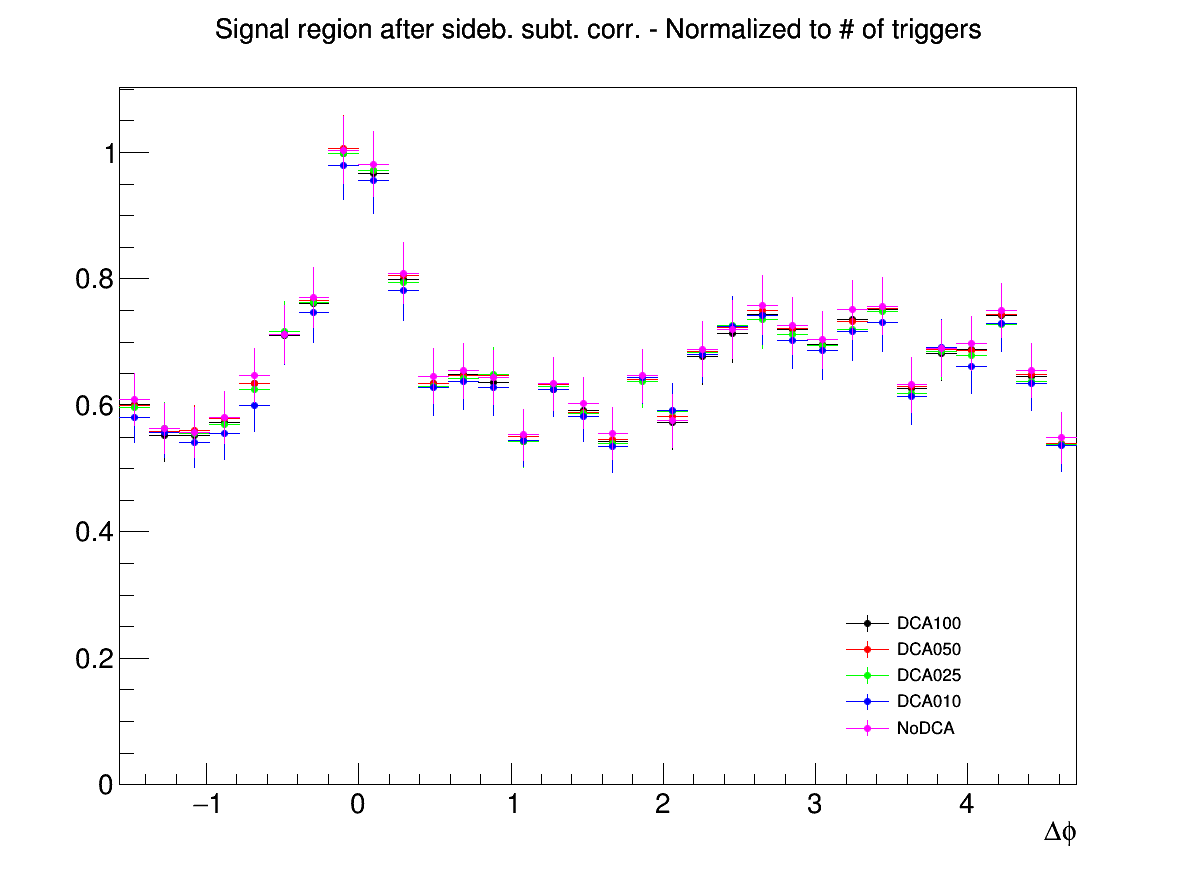 Signal region after sideb. subt. corr. - Normalized to # of triggers
1
0.8
0.6
0.4
0.2
0
−1 0 1 2 3 4
Δϕ
DCA100
DCA050
DCA025
DCA010
NoDCA